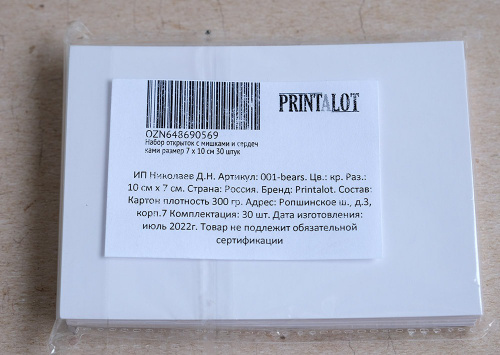 PRINTALOT
OZN648690569
Набор открыток с мишками и сердеч
ками размер 7 х 10 см 30 штук
ИП Николаев Д.Н. Артикул: 001-bears. Цв.: кр. Раз.:
10 см х 7 см. Страна: Россия. Бренд: Printalot. Состав:
Картон плотность 300 гр. Адрес: Ропшинское ш., д.3,
корп.7 Комплектация: 30 шт. Дата изготовления:
июль 2022г. Товар не подлежит обязательной
сертификации